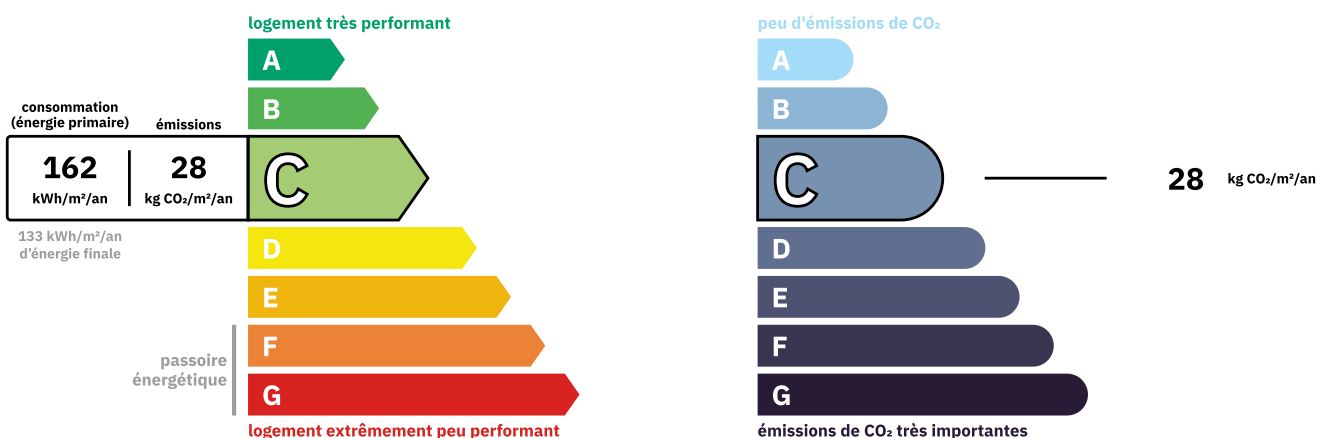 logement très performant
A
B
consommation
(énergie primaire)
émissions
162
kWh/m²/an
28
kg CO₂/m²/an
C
133 kWh/m²/an
d'énergie finale
D
E
passoire
énergétique
F
G
logement extrêmement peu performant
peu d'émissions de CO₂
A
B
C
28 kg CO₂/m²/an
D
E
F
G
émissions de CO₂ très importantes